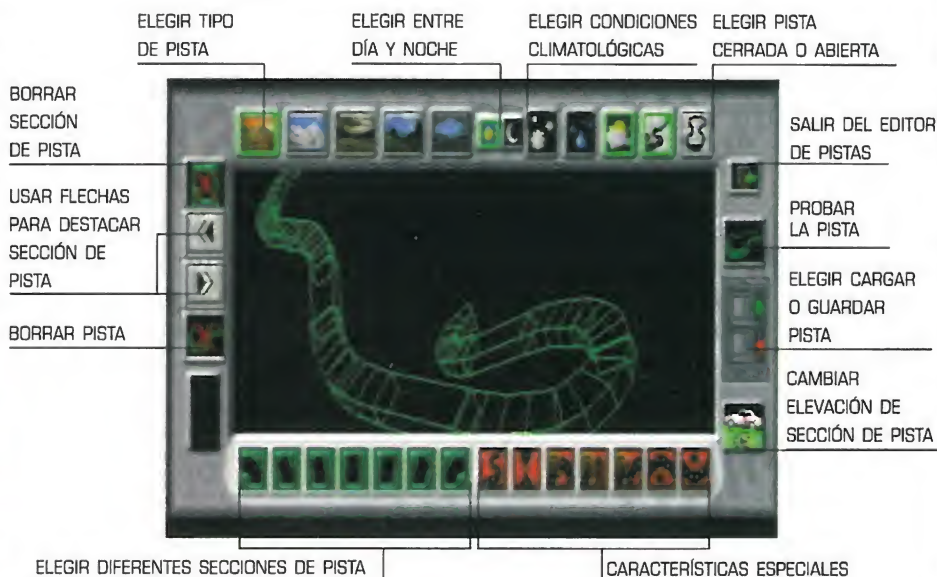 ELEGIR TIPO
DE PISTA
ELEGIR ENTRE
DÍA Y NOCHE
ELEGIR CONDICIONES
CLIMATOLÓGICAS
ELEGIR PISTA
CERRADA O ABIERTA
BORRAR
SECCIÓN
DE PISTA
USAR FLECHAS
PARA DESTACAR
SECCIÓN DE
PISTA
BORRAR PISTA
SALIR DEL EDITOR
DE PISTAS
PROBAR
LA PISTA
ELEGIR CARGAR
O GUARDAR
PISTA
CAMBIAR
ELEVACIÓN DE
SECCIÓN DE PISTA
ELEGIR DIFERENTES SECCIONES DE PISTA
CARACTERÍSTICAS ESPECIALES